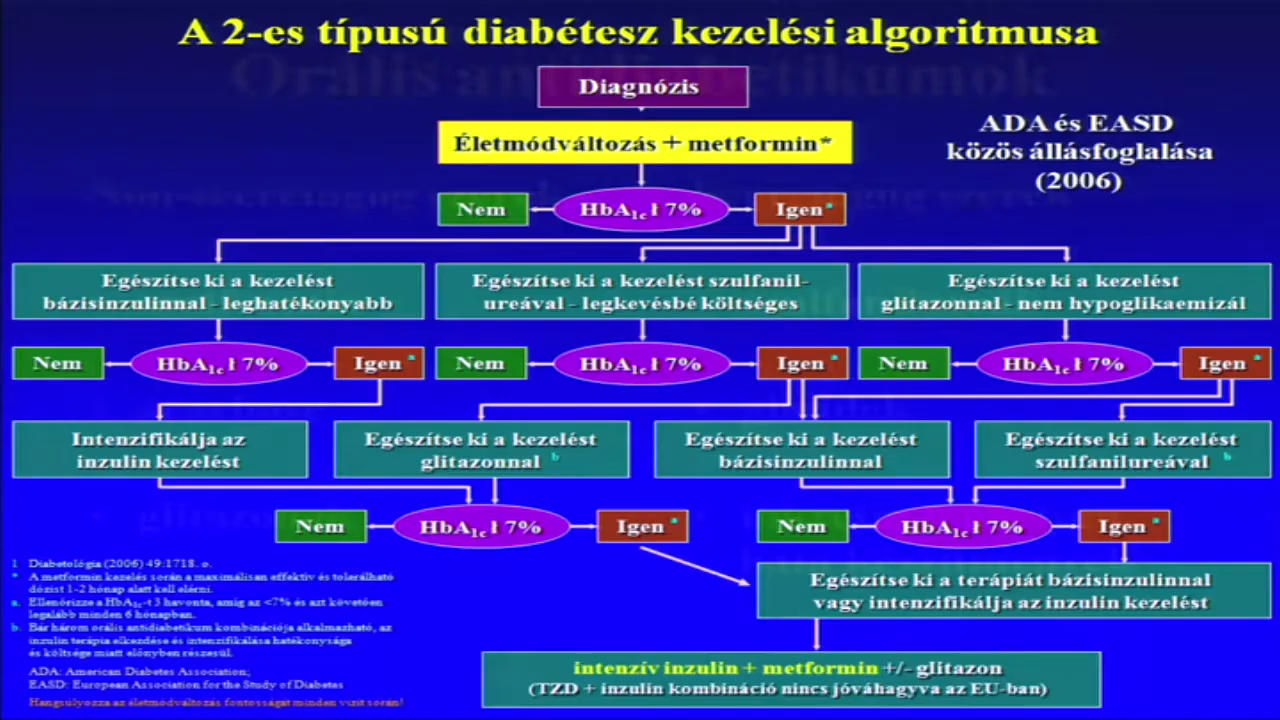 A 2-es típusú diabétesz kezelési algoritmusa
Diagnózis
ADA és EASD
közös állásfoglalása
(2006)
Életmódváltozás + metformin*
Nem
HbA1c ł 7%
Igen a
Egészítse ki a kezelést
bázisinzulinnal - leghatékonyabb
Egészítse ki a kezelést szulfanil-
ureával - legkevésbé költséges
Egészítse ki a kezelést
glitazonnal - nem hypoglikaemizál
Nem
HbA1c ł 7%
Igen a
Nem
HbA1c ł 7%
Igen a
Nem
HbA1c ł 7%
Igen a
Intenzifikálja az
inzulin kezelést
Egészítse ki a kezelést
glitazonnal b
Egészítse ki a kezelést
bázisinzulinnal
Egészítse ki a kezelést
szulfanilureával b
Nem
HbA1c ł 7%
Igen a
Nem
HbA1c ł 7%
Igen a
Egészítse ki a terápiát bázisinzulinnal
vagy intenzifikálja az inzulin kezelést
intenzív inzulin + metformin +/- glitazon
(TZD + inzulin kombináció nincs jóváhagyva az EU-ban)
1 Diabetológia (2006) 49:1718. o.
* A metformin kezelés során a maximálisan effektív és tolerálható
dózist 1-2 hónap alatt kell elérni.
a. Ellenőrizze a HbA1c-t 3 havonta, amíg az <7% és azt követően
legalább minden 6 hónapban.
b. Bár három orális antidiabetikum kombinációja alkalmazható, az
inzulin terápia elkezdése és intenzifikálása hatékonysága
és költsége miatt előnyben részesül.
ADA: American Diabetes Association;
EASD: European Association for the Study of Diabetes
Hangsúlyozza az életmódváltozás fontosságát minden vizit során!